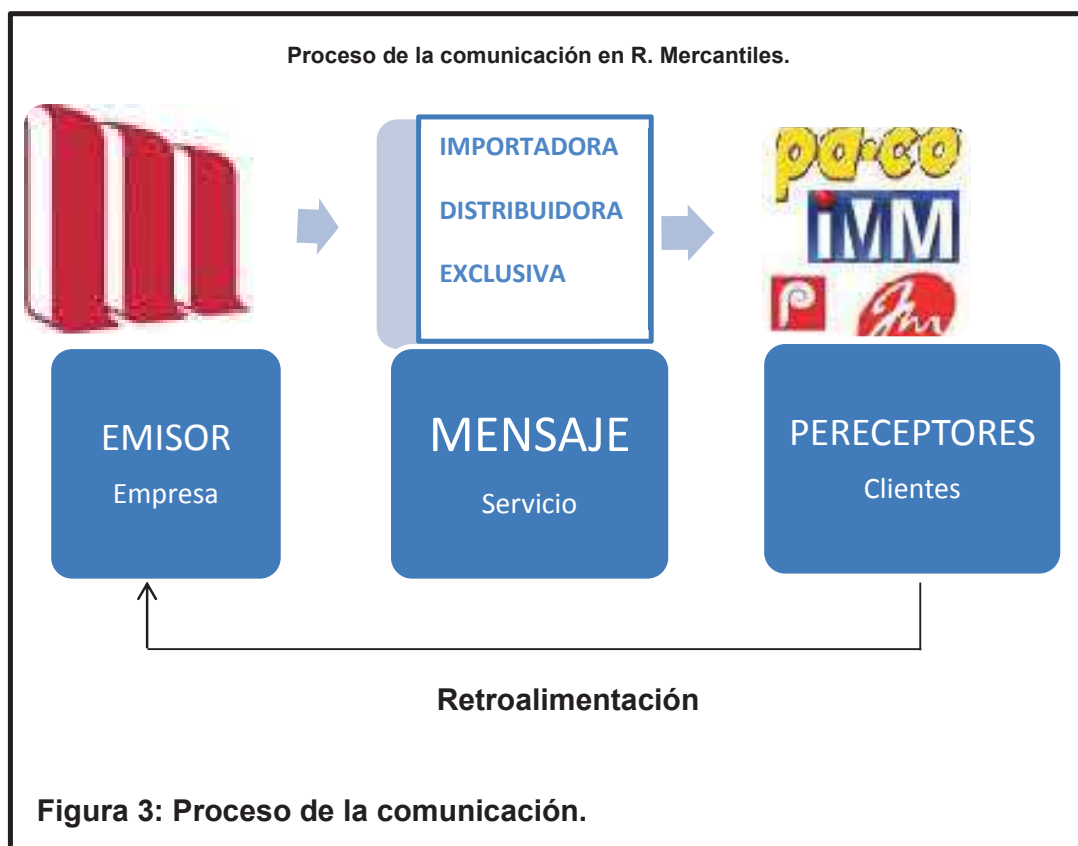 Proceso de la comunicación en R. Mercantiles.
IMPORTADORA
DISTRIBUIDORA
EXCLUSIVA
pa·co
iMM
P
Jm
EMISOR
Empresa
MENSAJE
Servicio
PERECEPTORES
Clientes
Retroalimentación
Figura 3: Proceso de la comunicación.